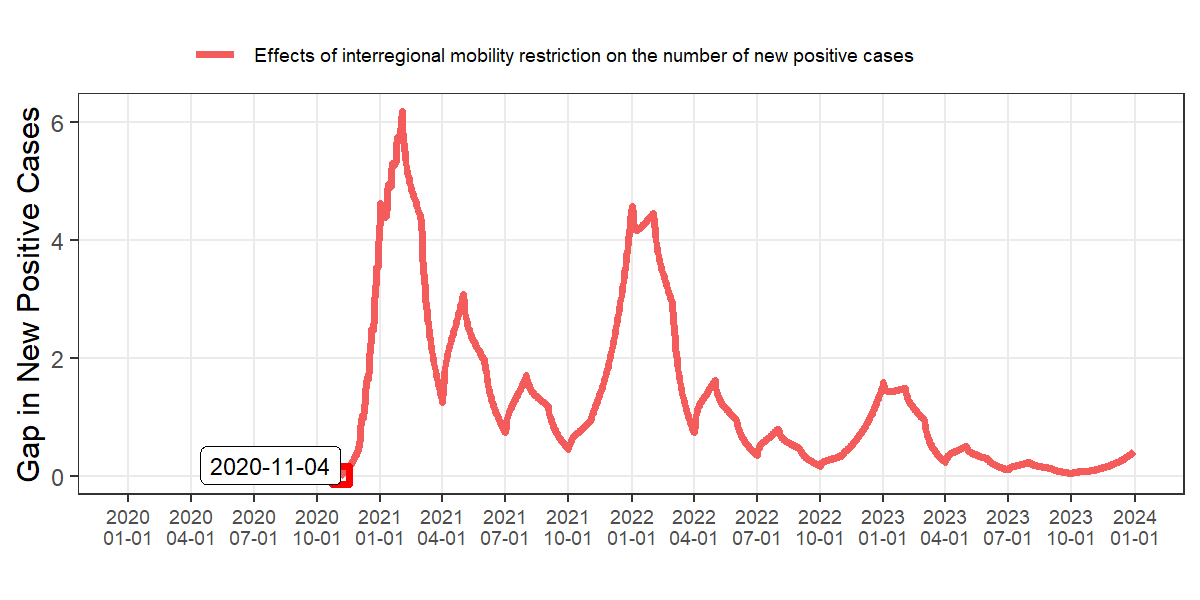 Effects of interregional mobility restriction on the number of new positive cases
Gap in New Positive Cases
6
4
2
0
2020-11-04
2020 2020 2020 2020 2021 2021 2021 2021 2022 2022 2022 2022 2023 2023 2023 2023 2024
01-01 04-01 07-01 10-01 01-01 04-01 07-01 10-01 01-01 04-01 07-01 10-01 01-01 04-01 07-01 10-01 01-01